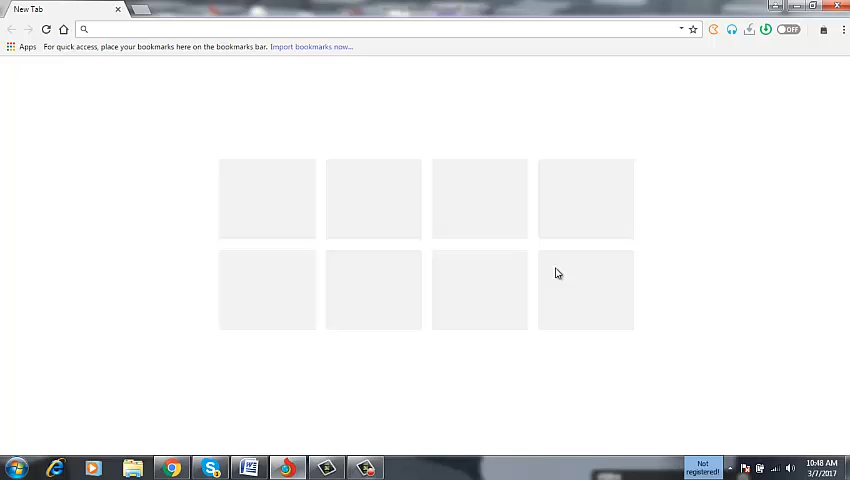 New Tab
Apps
For quick access, place your bookmarks here on the bookmarks bar. Import bookmarks now...
OFF
Not
registered!
10:48 AM
3/7/2017